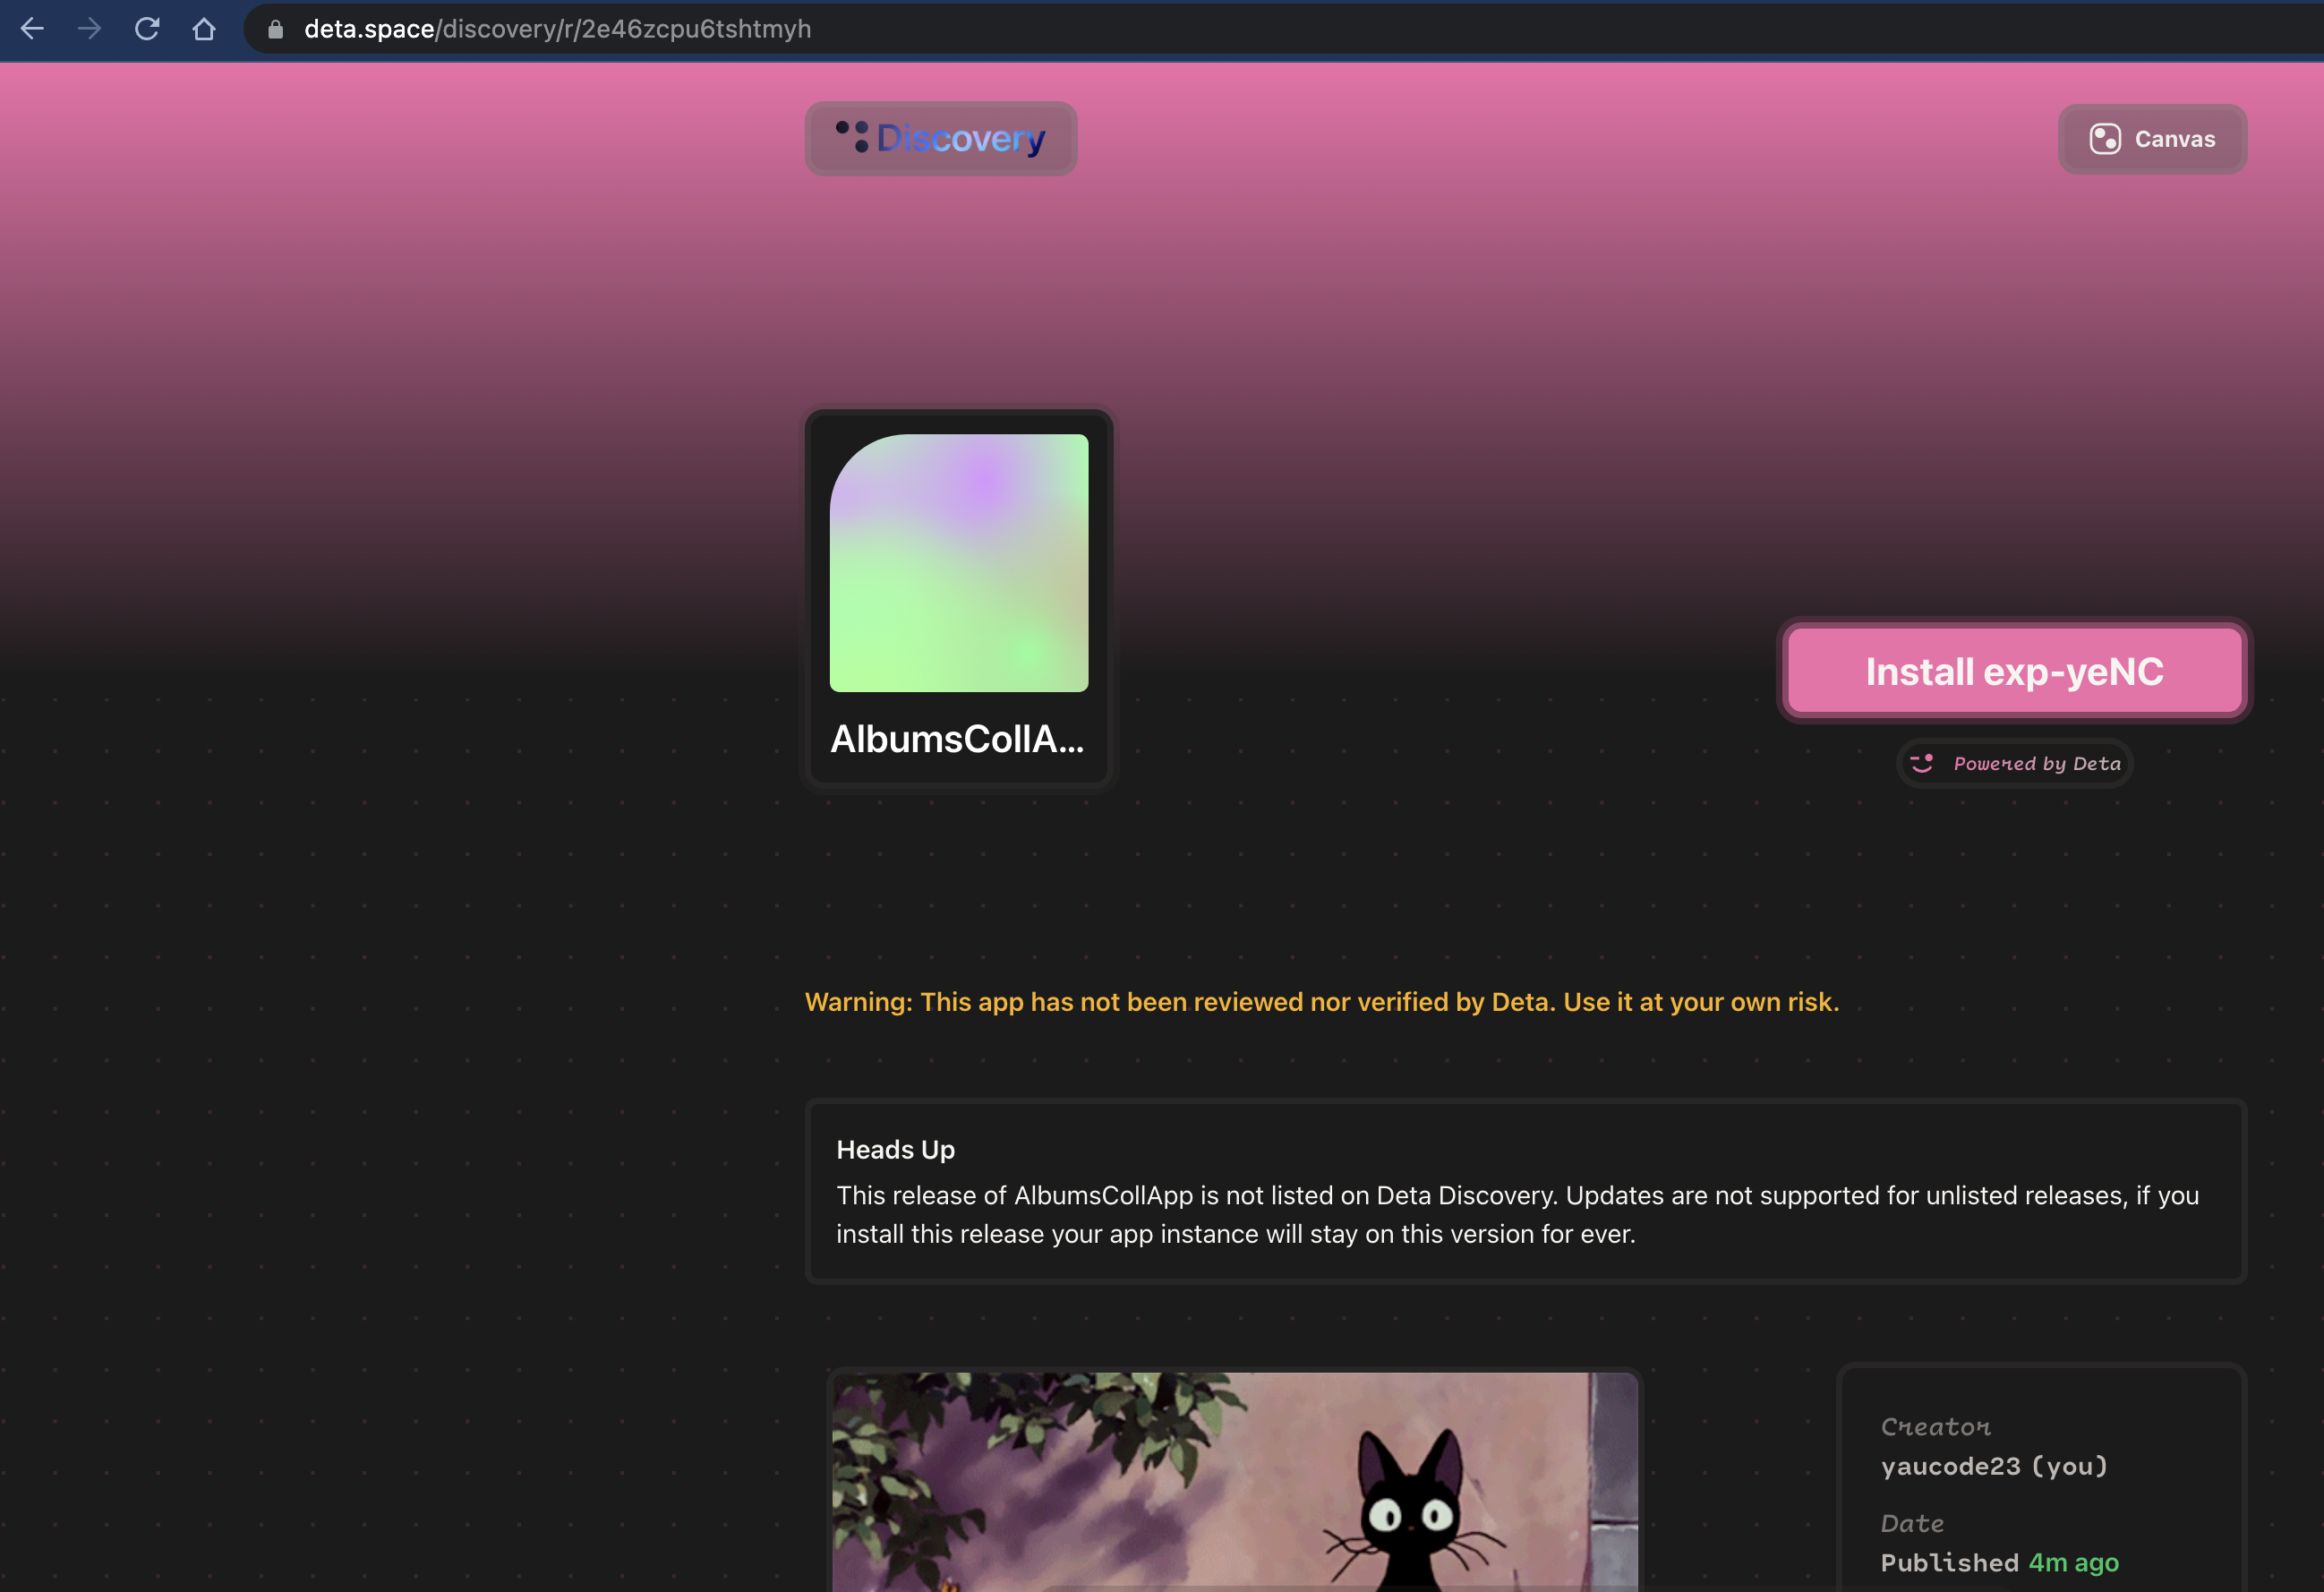 deta.space/discovery/r/2e46zcpu6tshtmyh
Discovery
Canvas
AlbumsCollA...
Install exp-yeNC
Powered by Deta
Warning: This app has not been reviewed nor verified by Deta. Use it at your own risk.
Heads Up
This release of AlbumsCollApp is not listed on Deta Discovery. Updates are not supported for unlisted releases, if you
install this release your app instance will stay on this version for ever.
Creator
yaucode23 (you)
Date
Published 4m ago